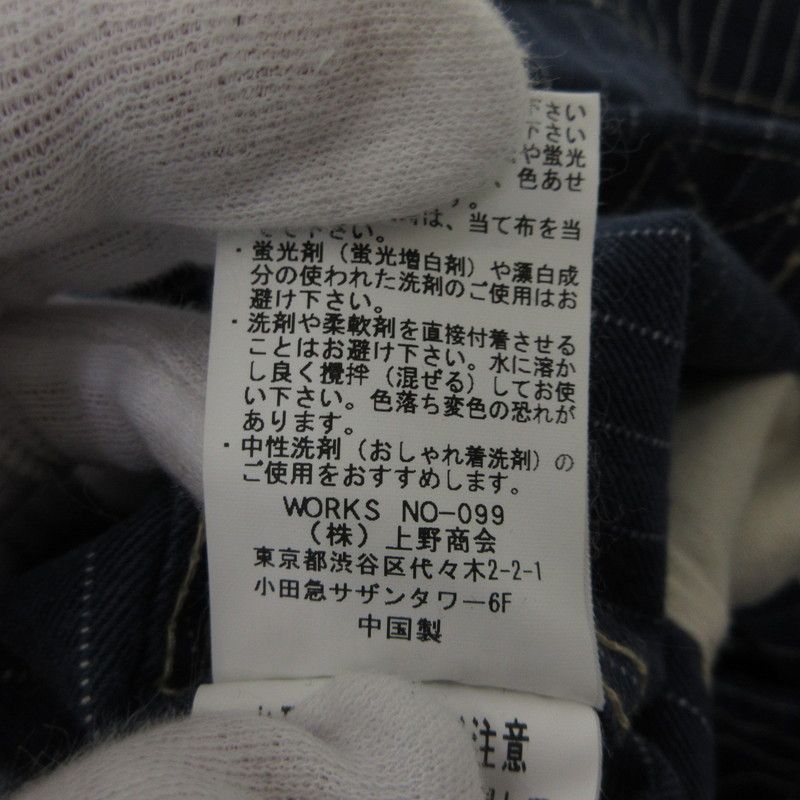 下さい
下さい
や蛍光
、色あせ
す。
は、当て布を当
て下さい。
・蛍光剤（蛍光増白剤）や漂白成
分の使われた洗剤のご使用はお
避け下さい。
・洗剤や柔軟剤を直接付着させる
ことはお避け下さい。水に溶か
し良く攪拌（混ぜる）してお使
い下さい。色落ち変色の恐れが
あります。
・中性洗剤（おしゃれ着洗剤）の
ご使用をおすすめします。
WORKS NO-099
（株）上野商会
東京都渋谷区代々木2-2-1
小田急サザンタワー6F
中国製
注意